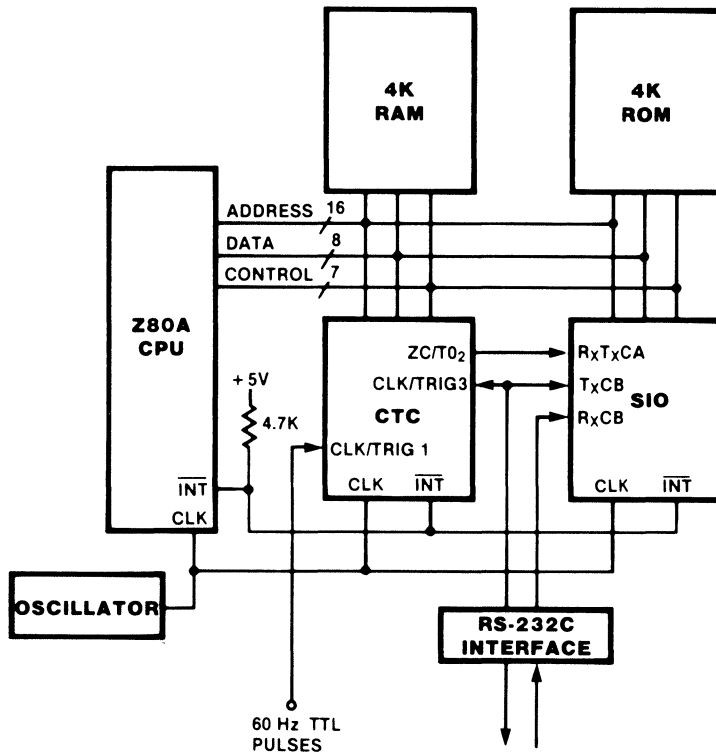 4K
RAM
4K
ROM
ADDRESS 16
DATA 8
CONTROL 7
Z80A
CPU
+5V
4.7K
INT
CLK
ZC/T0₂
CLK/TRIG3
CTC
CLK/TRIG 1
CLK INT
RxTxCA
TxCB
SIO
RxCB
CLK INT
OSCILLATOR
RS-232C
INTERFACE
60 Hz TTL
PULSES